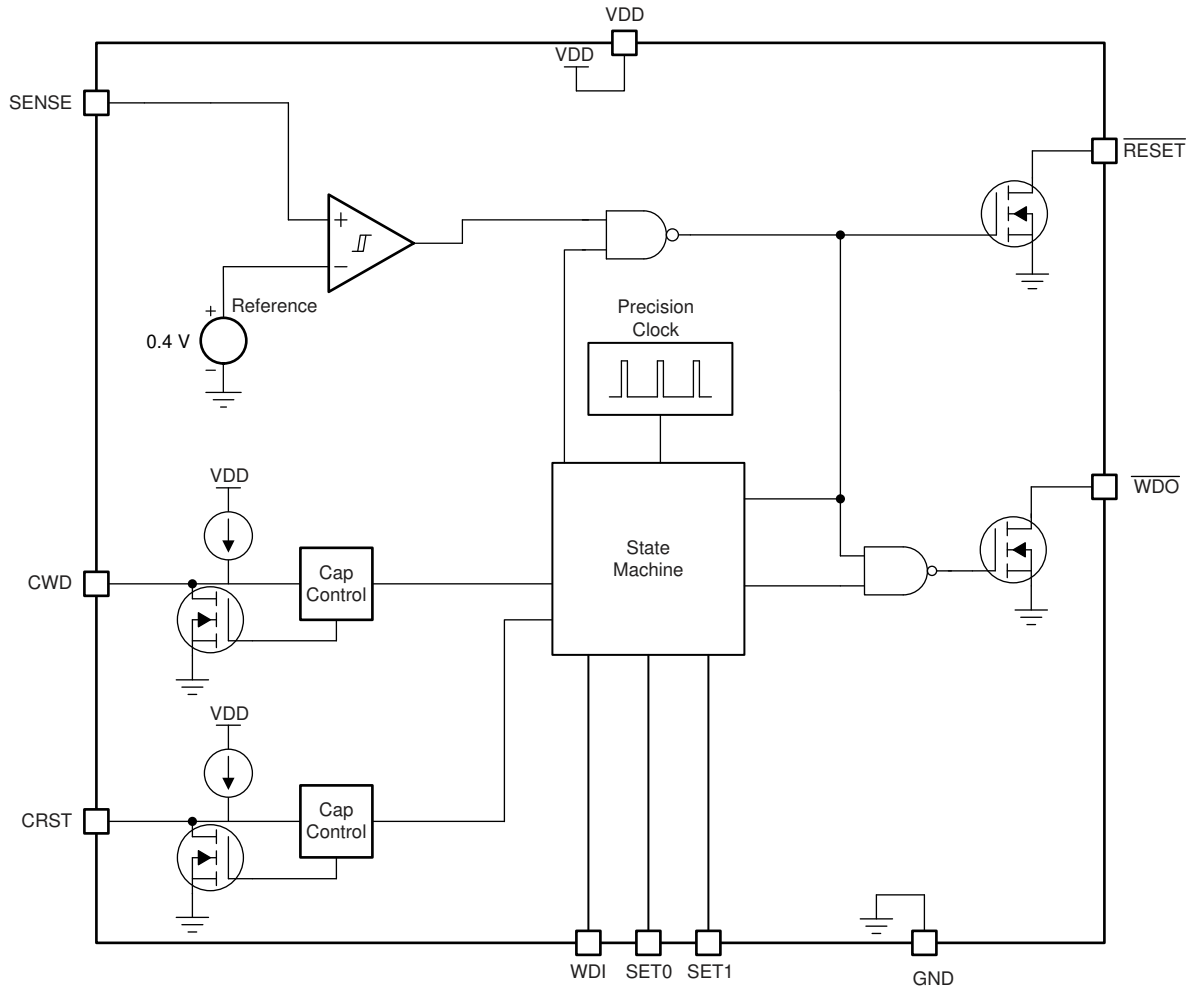 VDD
VDD
SENSE
RESET
+
−
+
Reference
0.4 V
−
Precision
Clock
VDD
WDO
CWD
Cap
Control
State
Machine
VDD
CRST
Cap
Control
WDI
SET0
SET1
GND